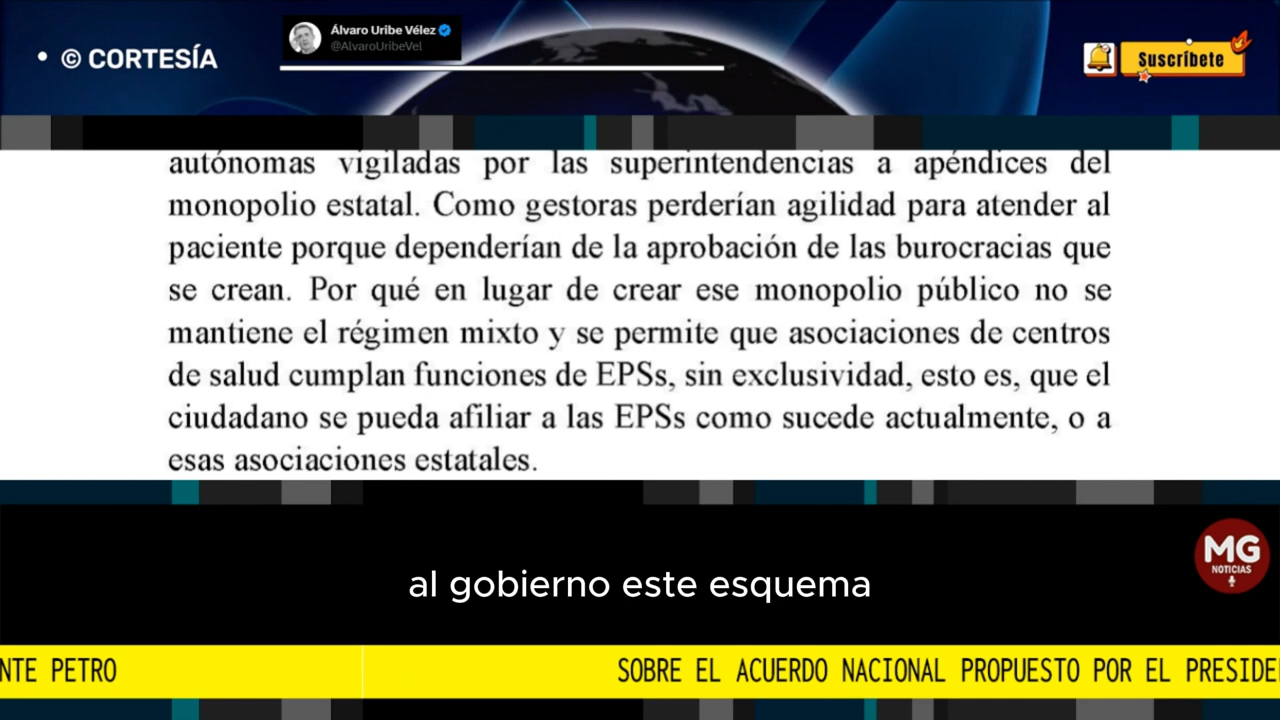 • © CORTESÍA
Álvaro Uribe Vélez
@AlvaroUribeVel
Suscríbete
autónomas vigiladas por las superintendencias a apéndices del
monopolio estatal. Como gestoras perderían agilidad para atender al
paciente porque dependerían de la aprobación de las burocracias que
se crean. Por qué en lugar de crear ese monopolio público no se
mantiene el régimen mixto y se permite que asociaciones de centros
de salud cumplan funciones de EPSs, sin exclusividad, esto es, que el
ciudadano se pueda afiliar a las EPSs como sucede actualmente, o a
esas asociaciones estatales.
MG
NOTICIAS
al gobierno este esquema
NTE PETRO
SOBRE EL ACUERDO NACIONAL PROPUESTO POR EL PRESIDE